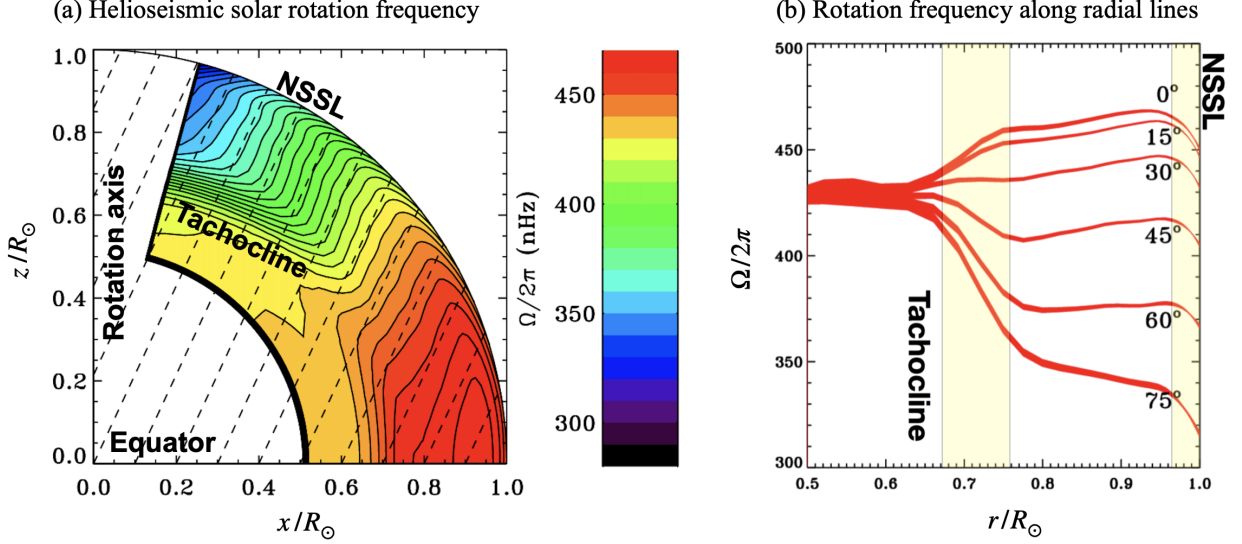 (a) Helioseismic solar rotation frequency
1.0
0.8
0.6
0.4
0.2
0.0
z/R☉
0.0 0.2 0.4 0.6 0.8 1.0
x/R☉
NSSL
Tachocline
Rotation axis
Equator
450
400
350
300
Ω/2π (nHz)
(b) Rotation frequency along radial lines
500
450
400
350
300
Ω/2π
0.5 0.6 0.7 0.8 0.9 1.0
r/R☉
Tachocline
NSSL
0°
15°
30°
45°
60°
75°